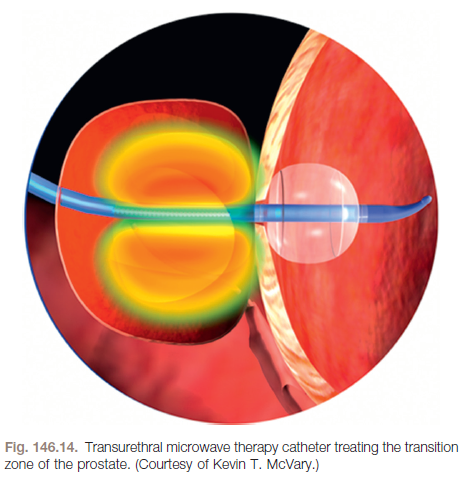 Fig. 146.14. Transurethral microwave therapy catheter treating the transition
zone of the prostate. (Courtesy of Kevin T. McVary.)